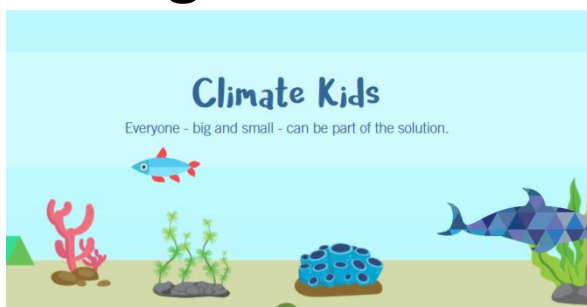 Climate Kids
Everyone - big and small - can be part of the solution.